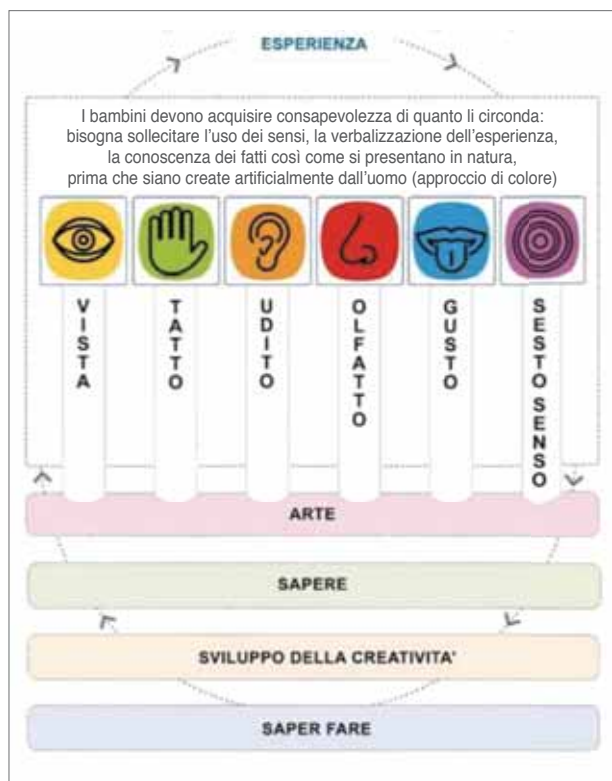 ESPERIENZA
I bambini devono acquisire consapevolezza di quanto li circonda:
bisogna sollecitare l'uso dei sensi, la verbalizzazione dell'esperienza,
la conoscenza dei fatti così come si presentano in natura,
prima che siano create artificialmente dall'uomo (approccio di colore)
VISTA
TATTO
UDITO
OLFATTO
GUSTO
SESTO SENSO
ARTE
SAPERE
SVILUPPO DELLA CREATIVITA'
SAPER FARE